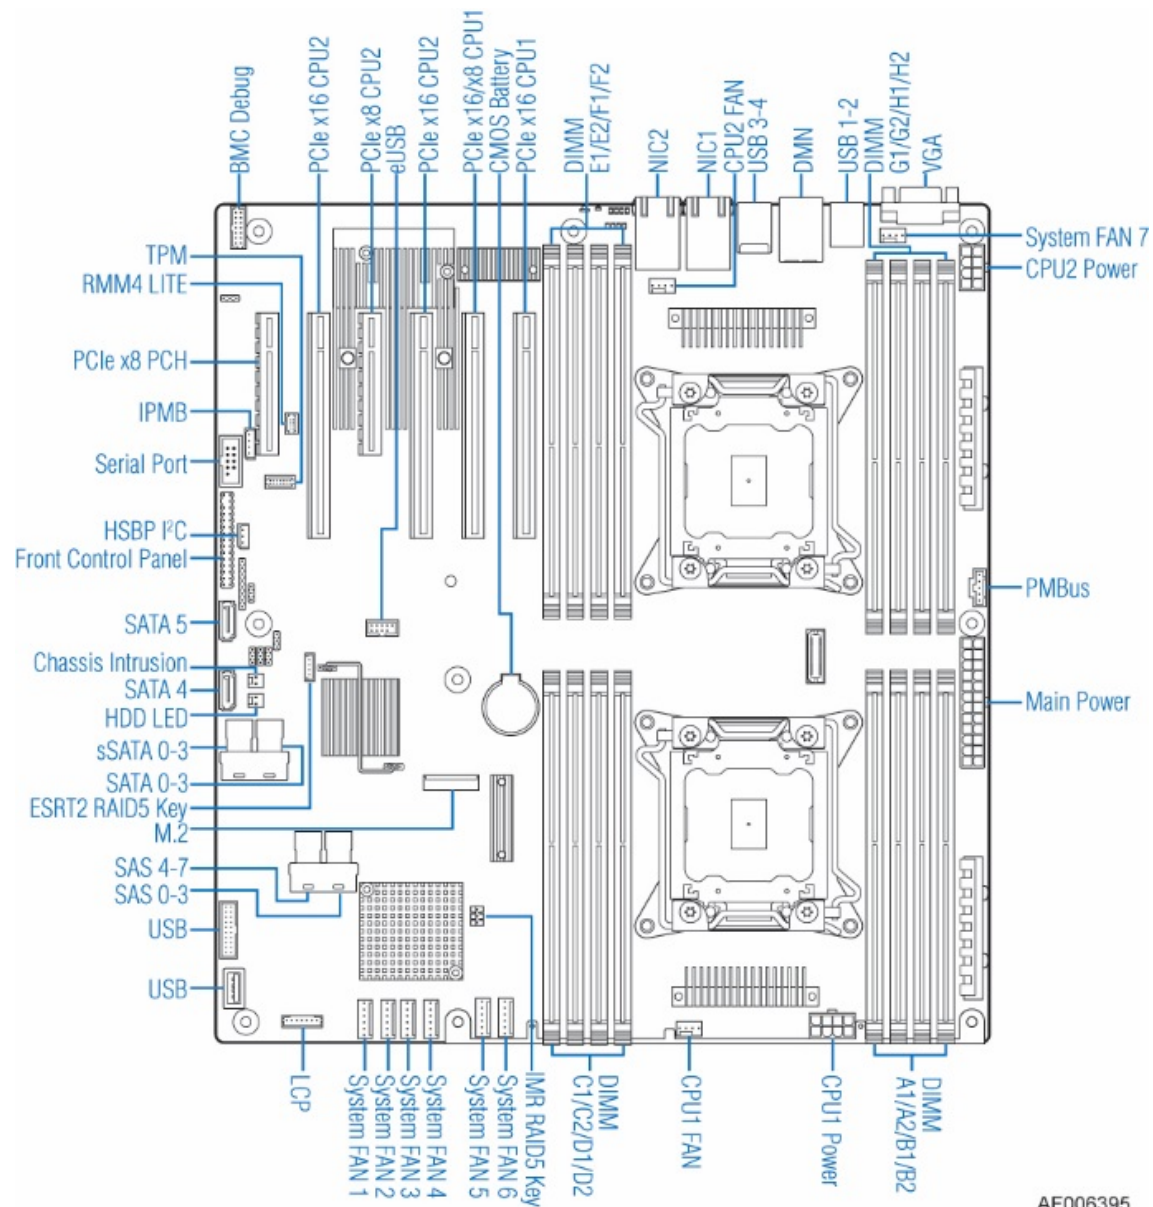 BMC Debug
PCIe x16 CPU2
PCIe x8 CPU2
eUSB
PCIe x16 CPU2
PCIe x16/x8 CPU1
CMOS Battery
PCIe x16 CPU1
DIMM
E1/E2/F1/F2
NIC2
NIC1
CPU2 FAN
USB 3-4
DMN
USB 1-2
DIMM
G1/G2/H1/H2
VGA
System FAN 7
CPU2 Power
PMBus
Main Power
TPM
RMM4 LITE
PCIe x8 PCH
IPMB
Serial Port
HSBP I²C
Front Control Panel
SATA 5
Chassis Intrusion
SATA 4
HDD LED
sSATA 0-3
SATA 0-3
ESRT2 RAID5 Key
M.2
SAS 4-7
SAS 0-3
USB
USB
LCP
System FAN 1
System FAN 2
System FAN 3
System FAN 4
System FAN 5
System FAN 6
IMR RAID5 Key
DIMM
C1/C2/D1/D2
CPU1 FAN
CPU1 Power
DIMM
A1/A2/B1/B2
AF006395